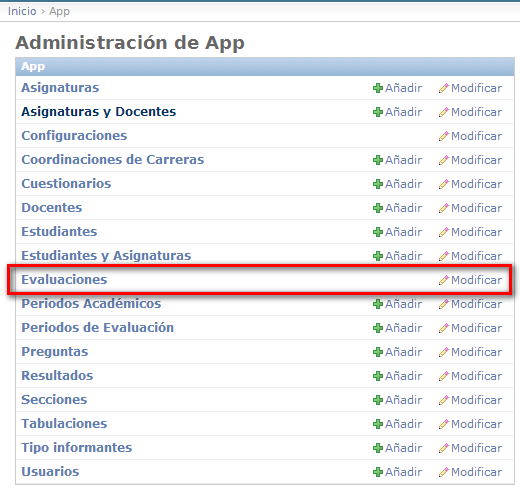 Inicio › App
Administración de App
App
Asignaturas Añadir Modificar
Asignaturas y Docentes Añadir Modificar
Configuraciones Modificar
Coordinaciones de Carreras Añadir Modificar
Cuestionarios Añadir Modificar
Docentes Añadir Modificar
Estudiantes Añadir Modificar
Estudiantes y Asignaturas Añadir Modificar
Evaluaciones Modificar
Periodos Académicos Añadir Modificar
Periodos de Evaluación Añadir Modificar
Preguntas Añadir Modificar
Resultados Añadir Modificar
Secciones Añadir Modificar
Tabulaciones Añadir Modificar
Tipo informantes Añadir Modificar
Usuarios Añadir Modificar